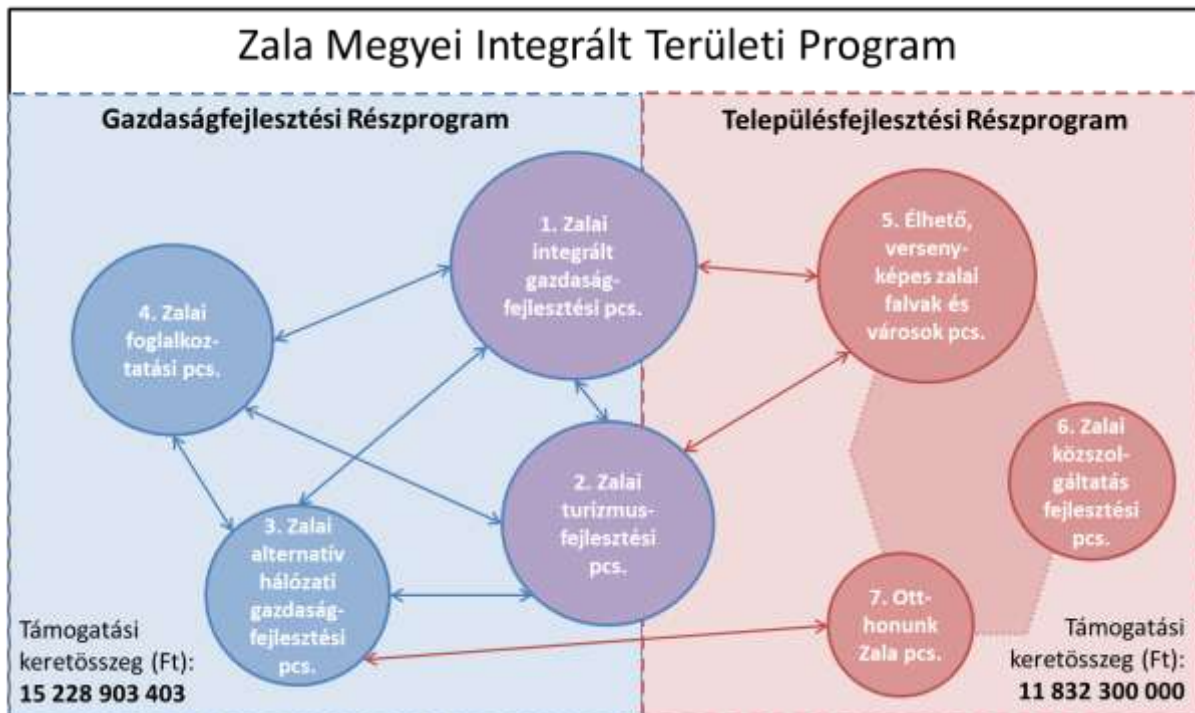 Zala Megyei Integrált Területi Program
Gazdaságfejlesztési Részprogram
Településfejlesztési Részprogram
1. Zalai
integrált
gazdaság-
fejlesztési pcs.
5. Élhető,
verseny-
képes zalai
falvak és
városok pcs.
4. Zalai
foglalkoz-
tatási pcs.
6. Zalai
közszol-
gáltatás
fejlesztési
pcs.
2. Zalai
turizmus-
fejlesztési
pcs.
3. Zalai
alternatív
hálózati
gazdaság-
fejlesztési
pcs.
7. Ott-
honunk
Zala pcs.
Támogatási
keretösszeg (Ft):
15 228 903 403
Támogatási
keretösszeg (Ft):
11 832 300 000